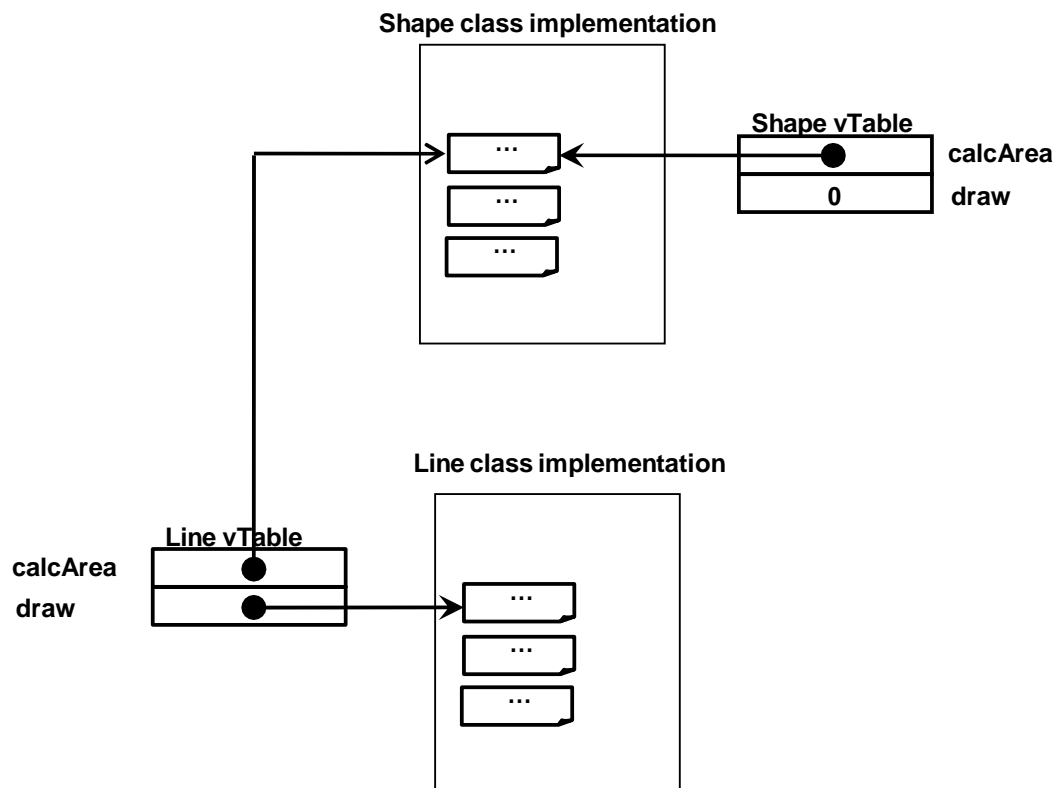 Shape class implementation
Shape vTable
...
calcArea
...
0
draw
...
Line class implementation
Line vTable
calcArea
...
draw
...
...